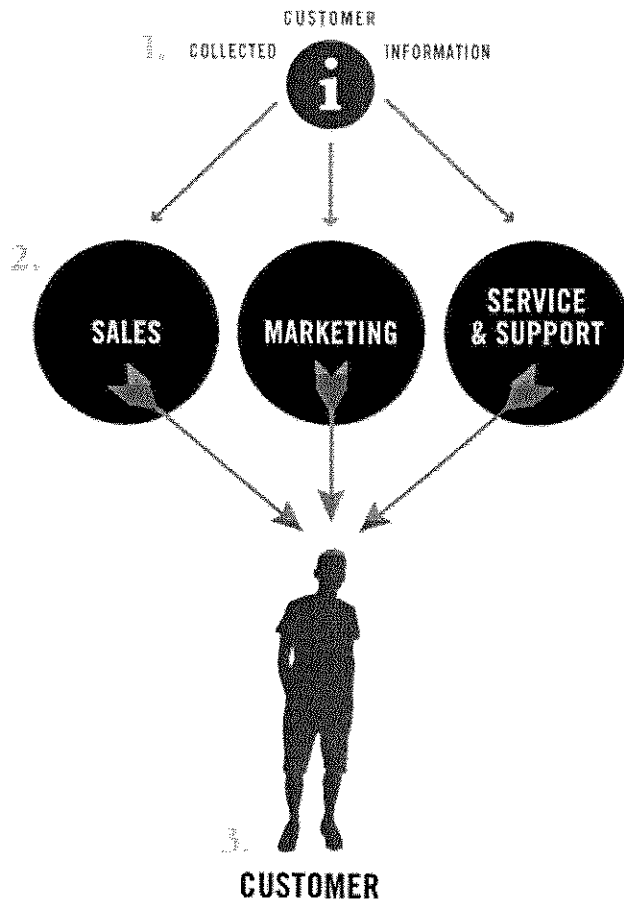 CUSTOMER
1. COLLECTED INFORMATION
i
2.
SALES
MARKETING
SERVICE
& SUPPORT
3.
CUSTOMER